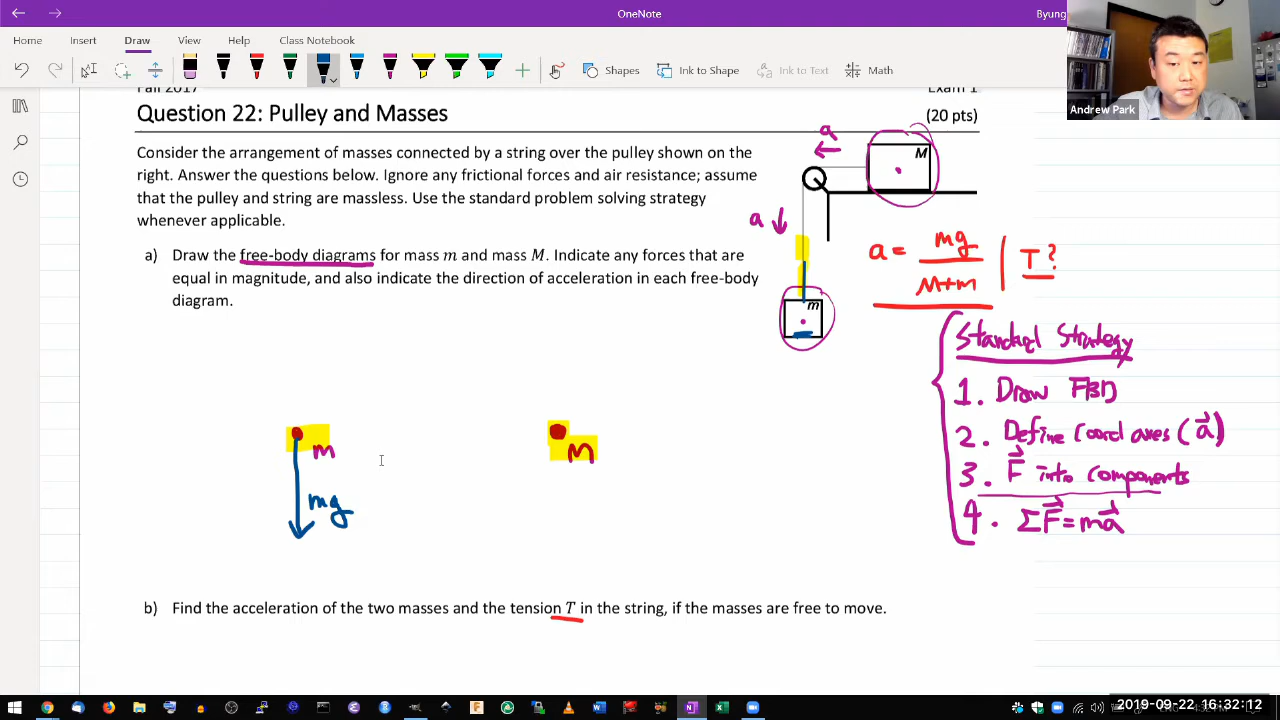 OneNote
Byung
Home Insert Draw View Help Class Notebook
Shapes Ink to Shape Ink to Text Math
Andrew Park
Fall 2017 Exam 1
Question 22: Pulley and Masses (20 pts)
Consider the arrangement of masses connected by a string over the pulley shown on the
right. Answer the questions below. Ignore any frictional forces and air resistance; assume
that the pulley and string are massless. Use the standard problem solving strategy
whenever applicable.
a) Draw the free-body diagrams for mass m and mass M. Indicate any forces that are
equal in magnitude, and also indicate the direction of acceleration in each free-body
diagram.
a
M
a
m
a = mg / M+m | T?
Standard Strategy
1. Draw FBD
2. Define Coord axes (a⃗)
3. F⃗ into components
4. ΣF⃗ = ma⃗
m
mg
M
b) Find the acceleration of the two masses and the tension T in the string, if the masses are free to move.
2019-09-22 16:32:12